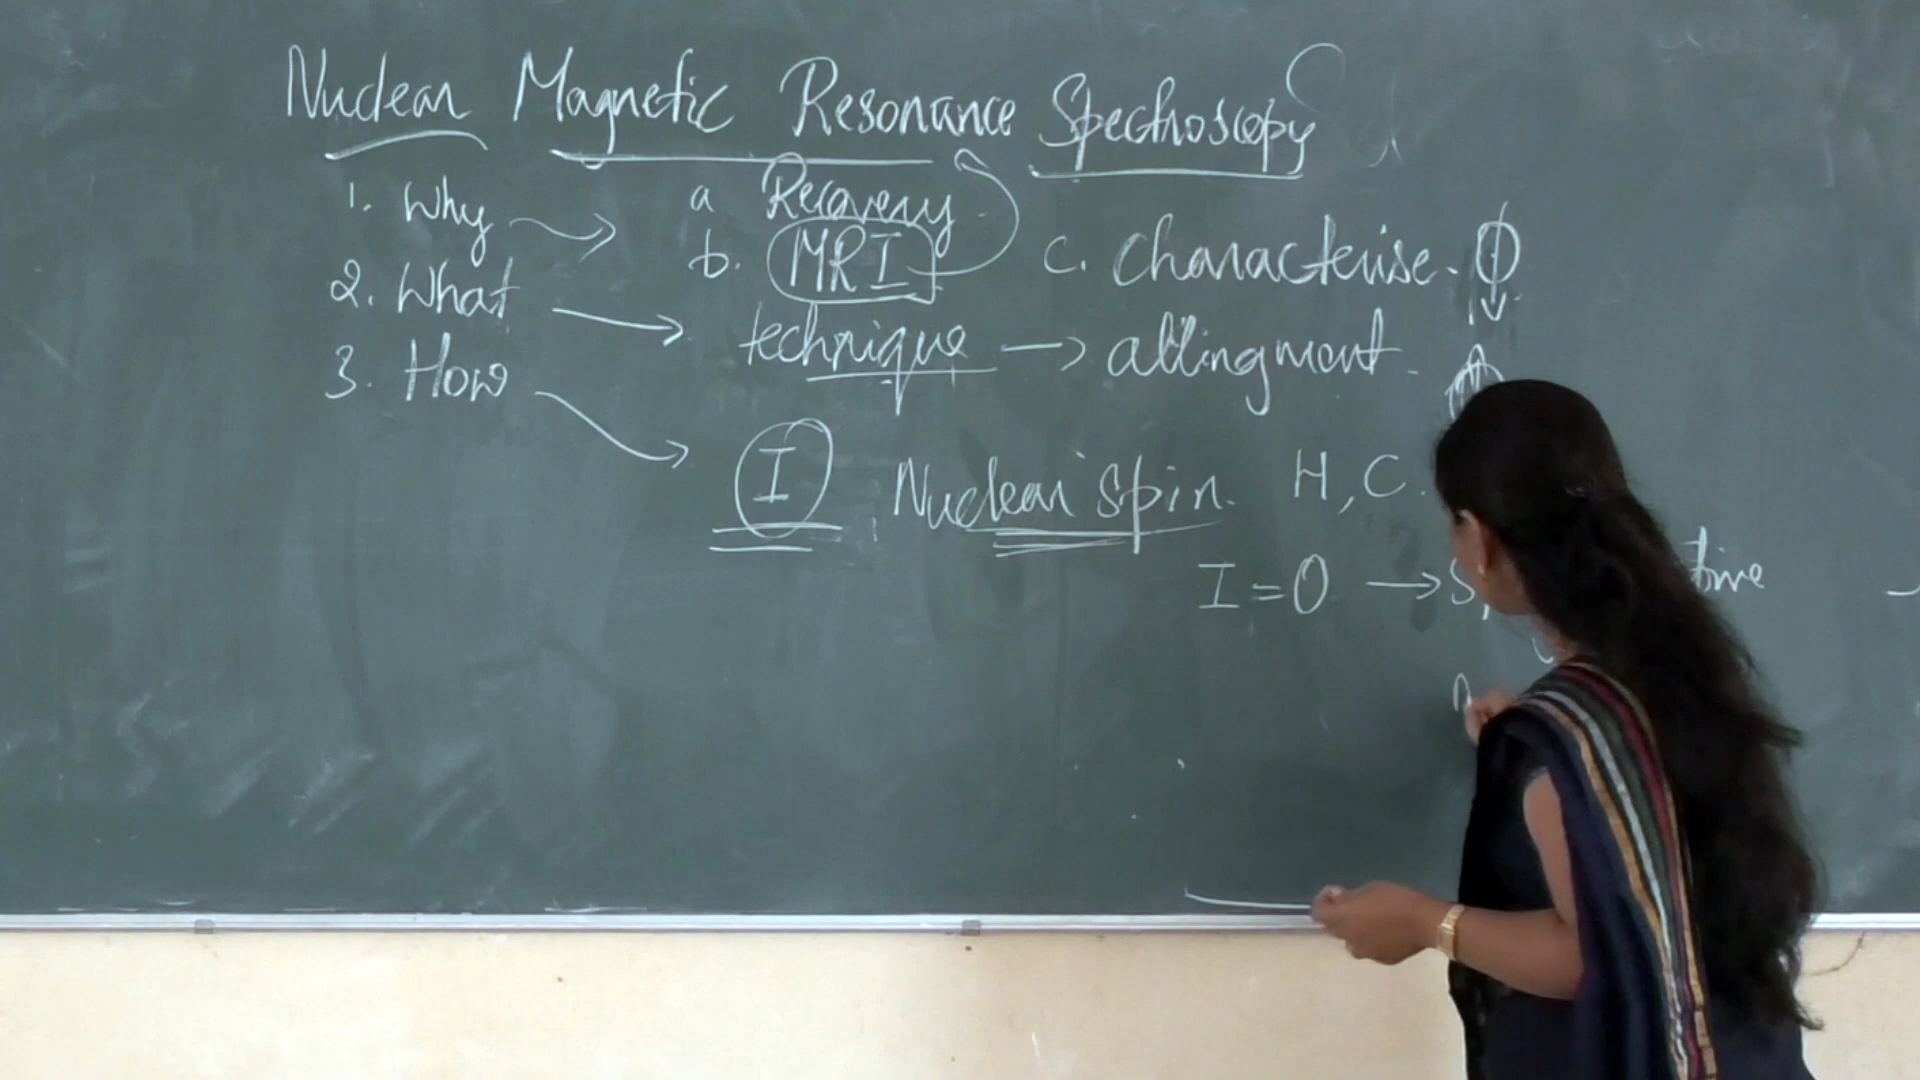 Nuclear Magnetic Resonance Spectroscopy
1. Why → a Recovery
b. MRI c. Characterise.
2. What → technique → allingment.
3. How → I Nuclear spin. H, C.
I = 0 →